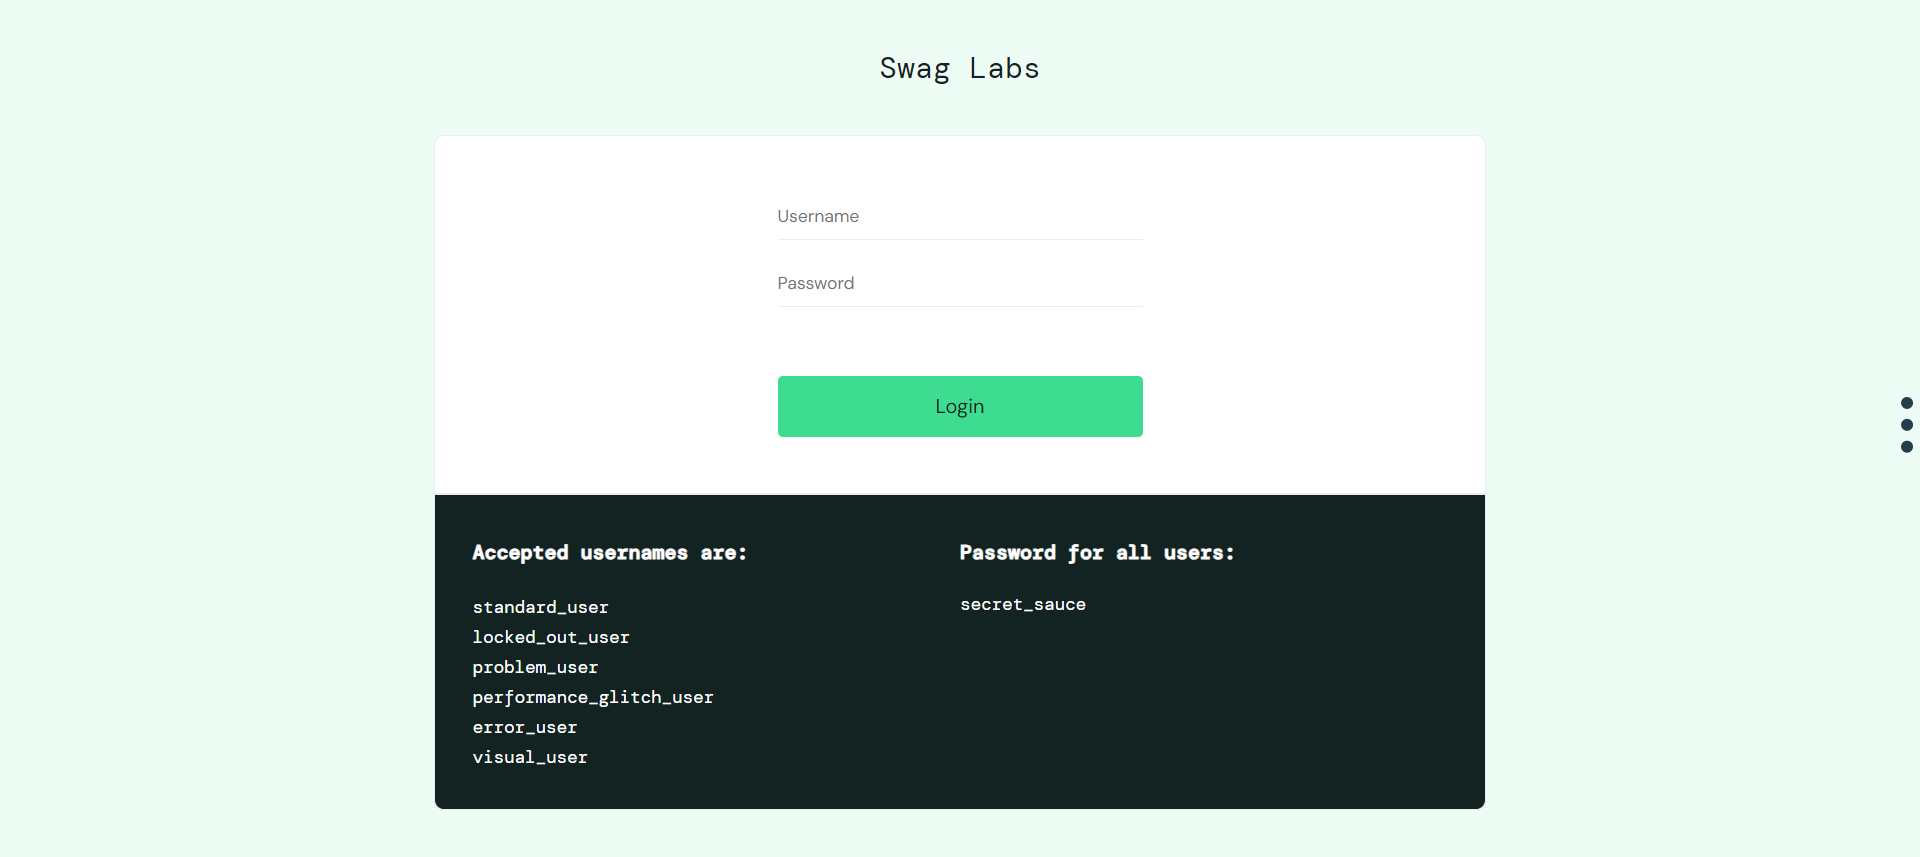 Swag Labs
Username
Password
Login
Accepted usernames are:
standard_user
locked_out_user
problem_user
performance_glitch_user
error_user
visual_user
Password for all users:
secret_sauce